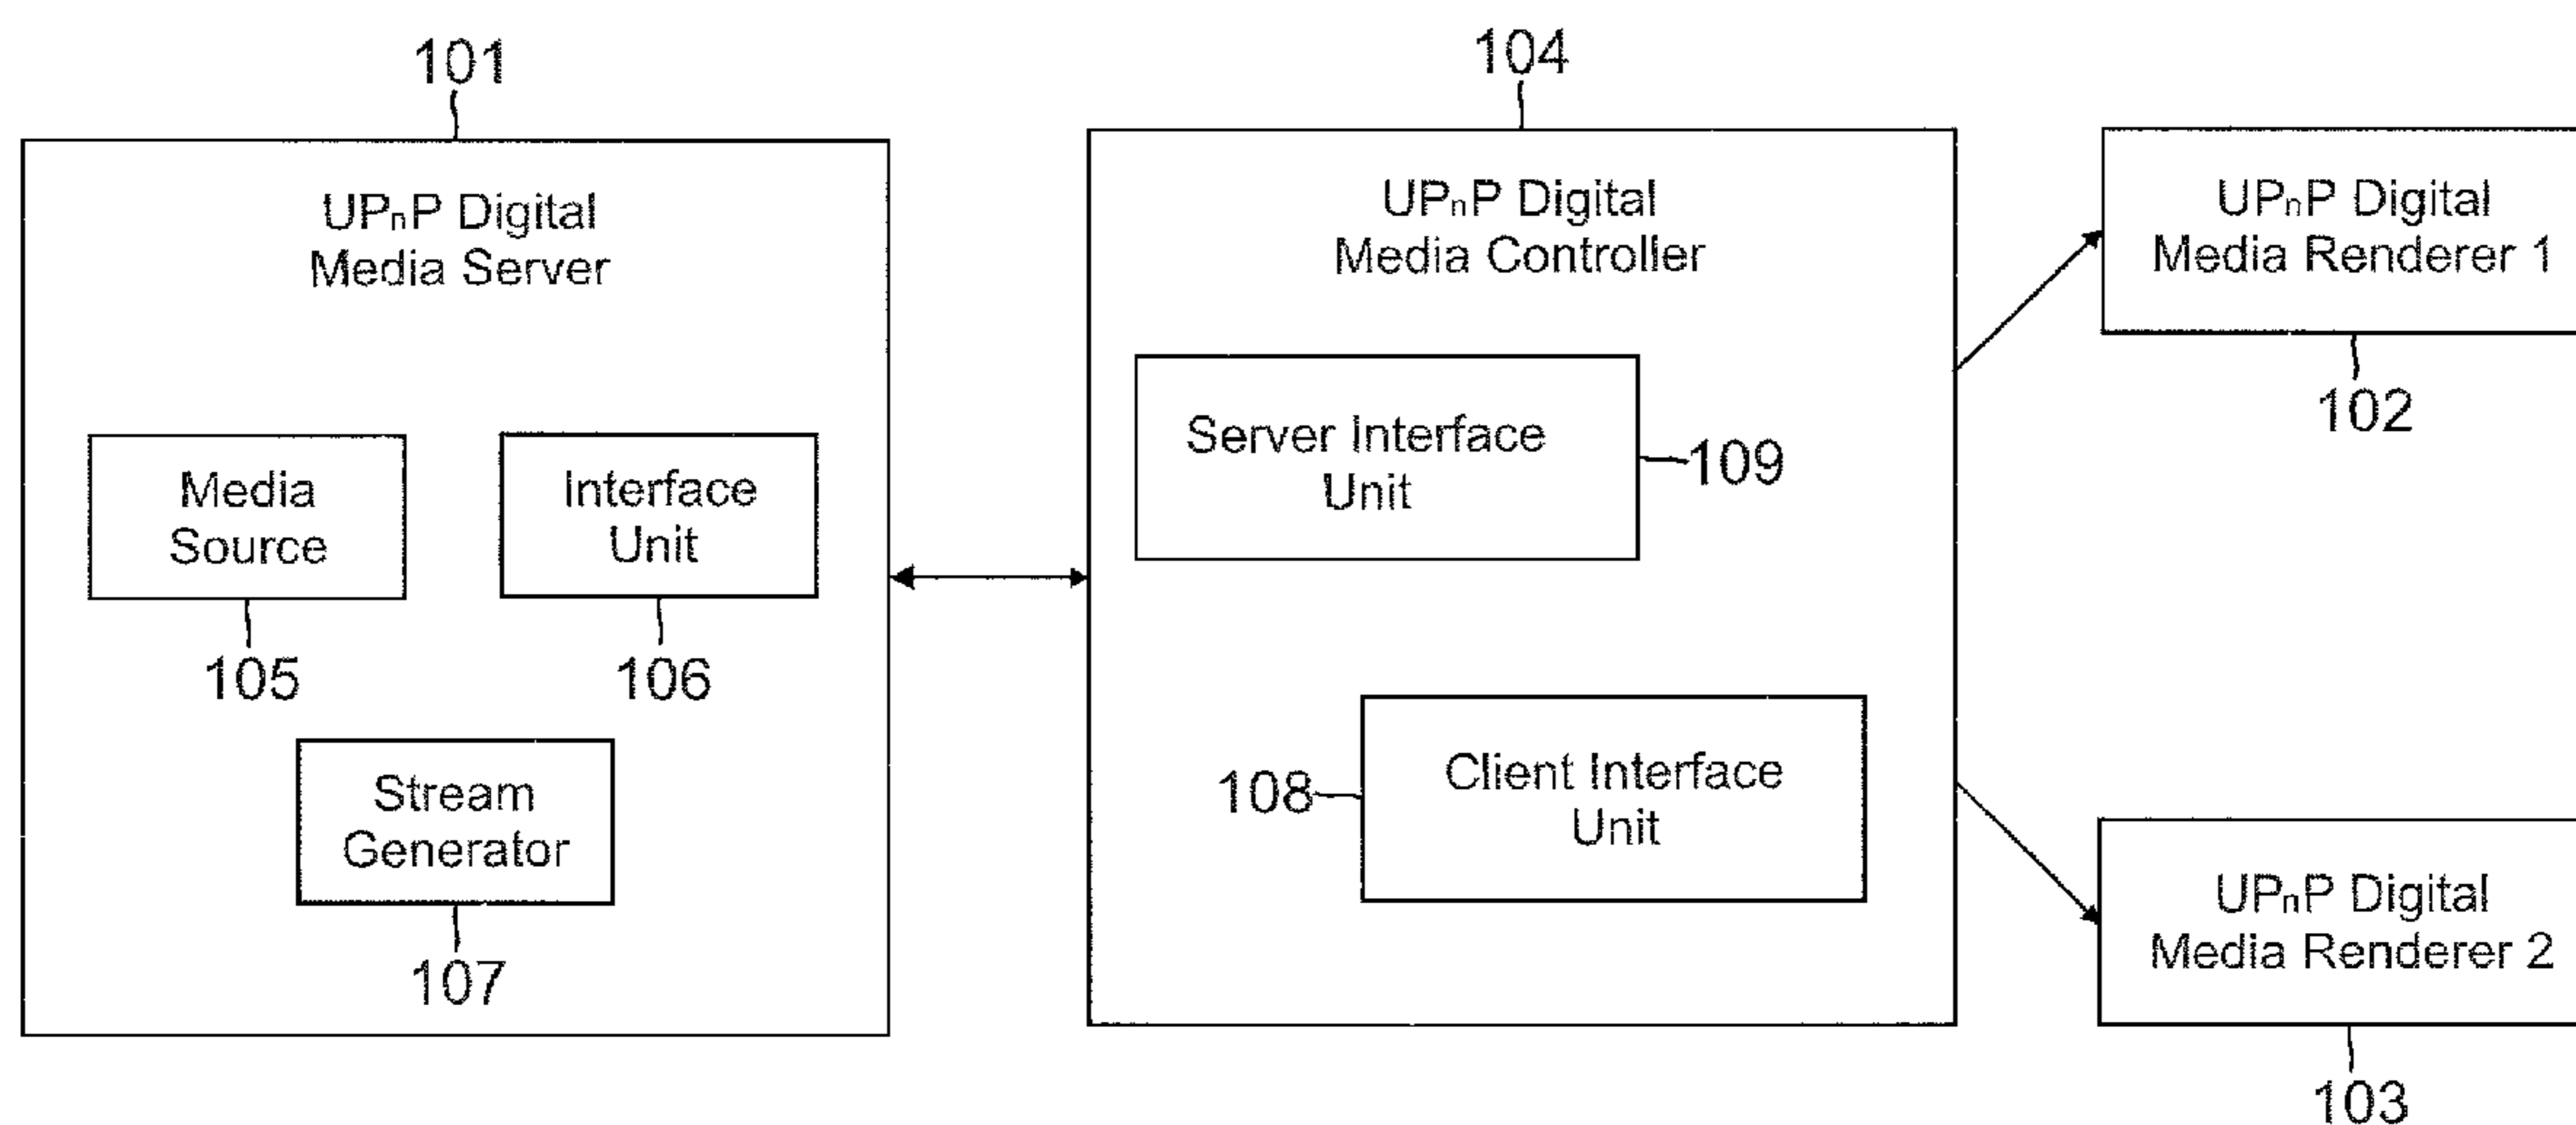 101
UPnP Digital
Media Server
Media
Source
105
Interface
Unit
106
Stream
Generator
107
104
UPnP Digital
Media Controller
Server Interface
Unit
109
Client Interface
Unit
108
UPnP Digital
Media Renderer 1
102
UPnP Digital
Media Renderer 2
103